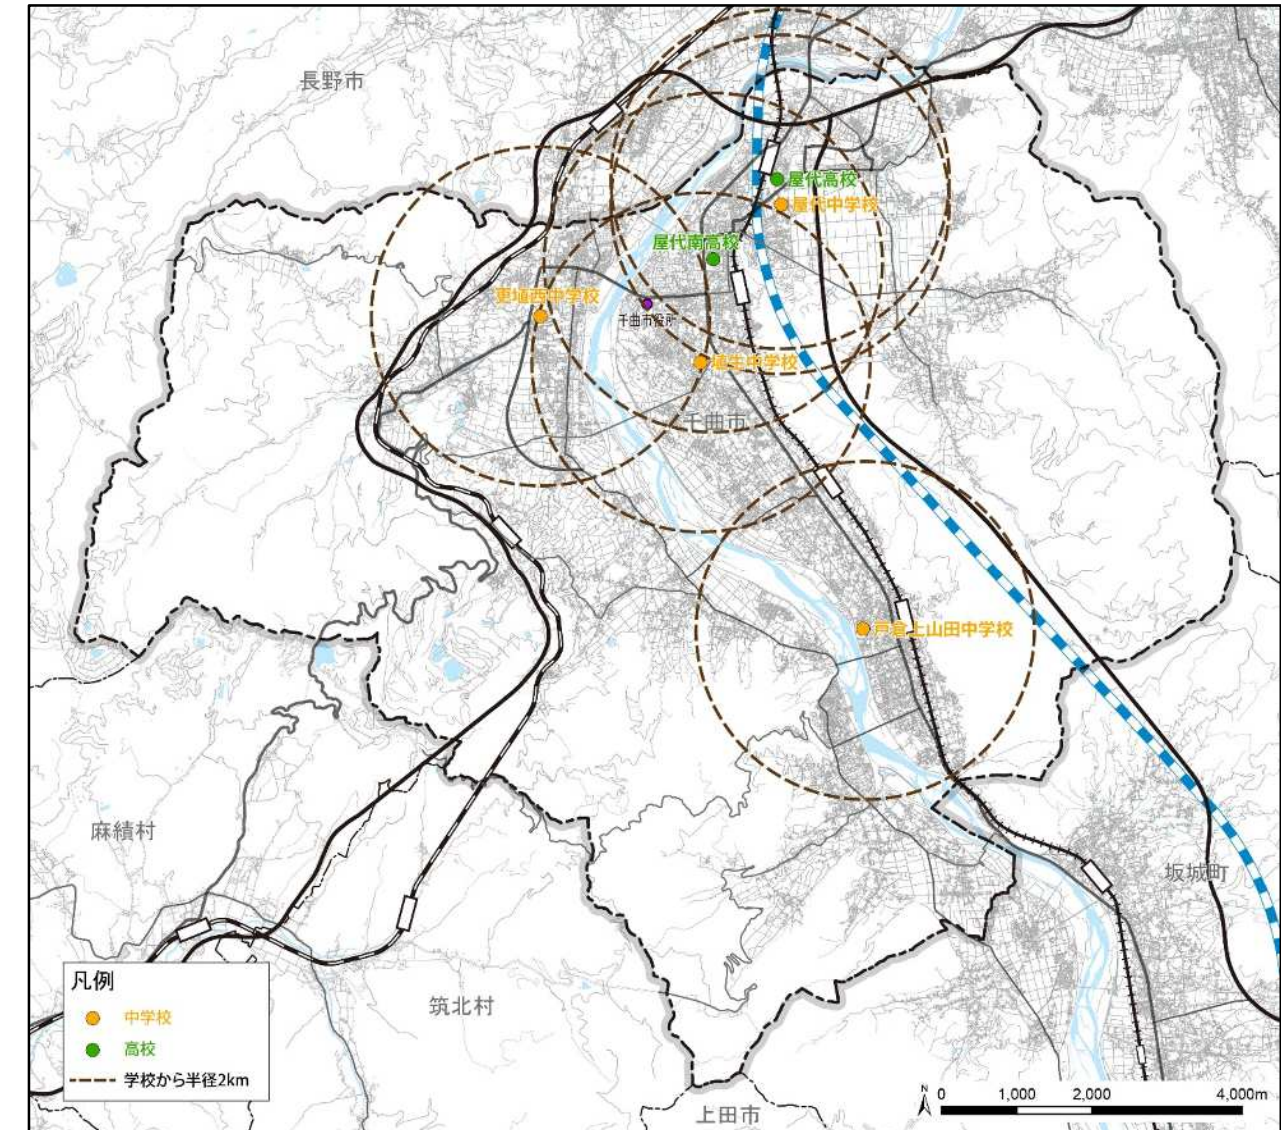 長野市
屋代高校
屋代中学校
屋代南高校
更埴西中学校
千曲市役所
埴生中学校
千曲市
戸倉上山田中学校
麻績村
坂城町
筑北村
上田市
凡例
中学校
高校
学校から半径2km
N
0 1,000 2,000 4,000m